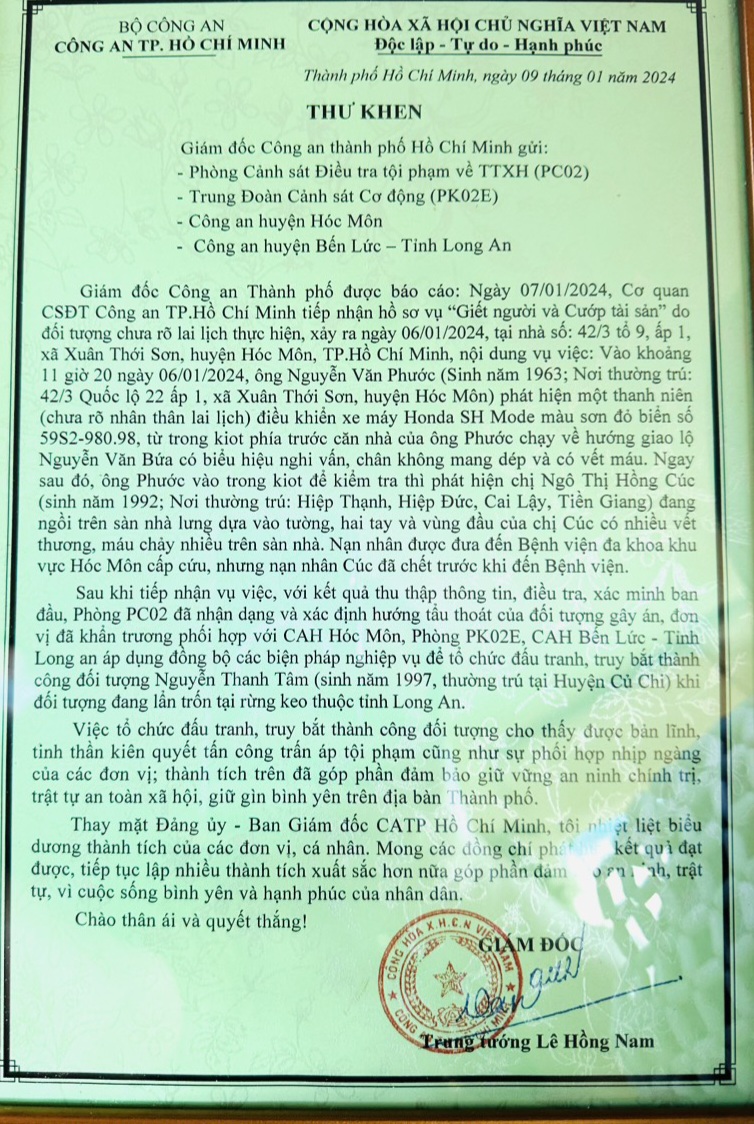 BỘ CÔNG AN
CÔNG AN TP. HỒ CHÍ MINH
CỘNG HÒA XÃ HỘI CHỦ NGHĨA VIỆT NAM
Độc lập - Tự do - Hạnh phúc
Thành phố Hồ Chí Minh, ngày 09 tháng 01 năm 2024
THƯ KHEN
Giám đốc Công an thành phố Hồ Chí Minh gửi:
- Phòng Cảnh sát Điều tra tội phạm về TTXH (PC02)
- Trung Đoàn Cảnh sát Cơ động (PK02E)
- Công an huyện Hóc Môn
- Công an huyện Bến Lức – Tỉnh Long An
Giám đốc Công an Thành phố được báo cáo: Ngày 07/01/2024, Cơ quan
CSĐT Công an TP.Hồ Chí Minh tiếp nhận hồ sơ vụ “Giết người và Cướp tài sản” do
đối tượng chưa rõ lai lịch thực hiện, xảy ra ngày 06/01/2024, tại nhà số: 42/3 tổ 9, ấp 1,
xã Xuân Thới Sơn, huyện Hóc Môn, TP.Hồ Chí Minh, nội dung vụ việc: Vào khoảng
11 giờ 20 ngày 06/01/2024, ông Nguyễn Văn Phước (Sinh năm 1963; Nơi thường trú:
42/3 Quốc lộ 22 ấp 1, xã Xuân Thới Sơn, huyện Hóc Môn) phát hiện một thanh niên
(chưa rõ nhân thân lai lịch) điều khiển xe máy Honda SH Mode màu sơn đỏ biển số
59S2-980.98, từ trong kiot phía trước căn nhà của ông Phước chạy về hướng giao lộ
Nguyễn Văn Bứa có biểu hiệu nghi vấn, chân không mang dép và có vết máu. Ngay
sau đó, ông Phước vào trong kiot để kiểm tra thì phát hiện chị Ngô Thị Hồng Cúc
(sinh năm 1992; Nơi thường trú: Hiệp Thạnh, Hiệp Đức, Cai Lậy, Tiền Giang) đang
ngồi trên sàn nhà lưng dựa vào tường, hai tay và vùng đầu của chị Cúc có nhiều vết
thương, máu chảy nhiều trên sàn nhà. Nạn nhân được đưa đến Bệnh viện đa khoa khu
vực Hóc Môn cấp cứu, nhưng nạn nhân Cúc đã chết trước khi đến Bệnh viện.
Sau khi tiếp nhận vụ việc, với kết quả thu thập thông tin, điều tra, xác minh ban
đầu, Phòng PC02 đã nhận dạng và xác định hướng tẩu thoát của đối tượng gây án, đơn
vị đã khẩn trương phối hợp với CAH Hóc Môn, Phòng PK02E, CAH Bến Lức - Tỉnh
Long an áp dụng đồng bộ các biện pháp nghiệp vụ để tổ chức đấu tranh, truy bắt thành
công đối tượng Nguyễn Thanh Tâm (sinh năm 1997, thường trú tại Huyện Củ Chi) khi
đối tượng đang lẩn trốn tại rừng keo thuộc tỉnh Long An.
Việc tổ chức đấu tranh, truy bắt thành công đối tượng cho thấy được bản lĩnh,
tinh thần kiên quyết tấn công trấn áp tội phạm cũng như sự phối hợp nhịp ngàng
của các đơn vị; thành tích trên đã góp phần đảm bảo giữ vững an ninh chính trị,
trật tự an toàn xã hội, giữ gìn bình yên trên địa bàn Thành phố.
Thay mặt Đảng ủy - Ban Giám đốc CATP Hồ Chí Minh, tôi nhiệt liệt biểu
dương thành tích của các đơn vị, cá nhân. Mong các đồng chí kết quả đạt
được, tiếp tục lập nhiều thành tích xuất sắc hơn nữa góp phần đảm an ninh, trật
tự, vì cuộc sống bình yên và hạnh phúc của nhân dân.
Chào thân ái và quyết thắng!
GIÁM ĐỐC
CỘNG HÒA X.H.C.N VIỆT NAM
Trung tướng Lê Hồng Nam